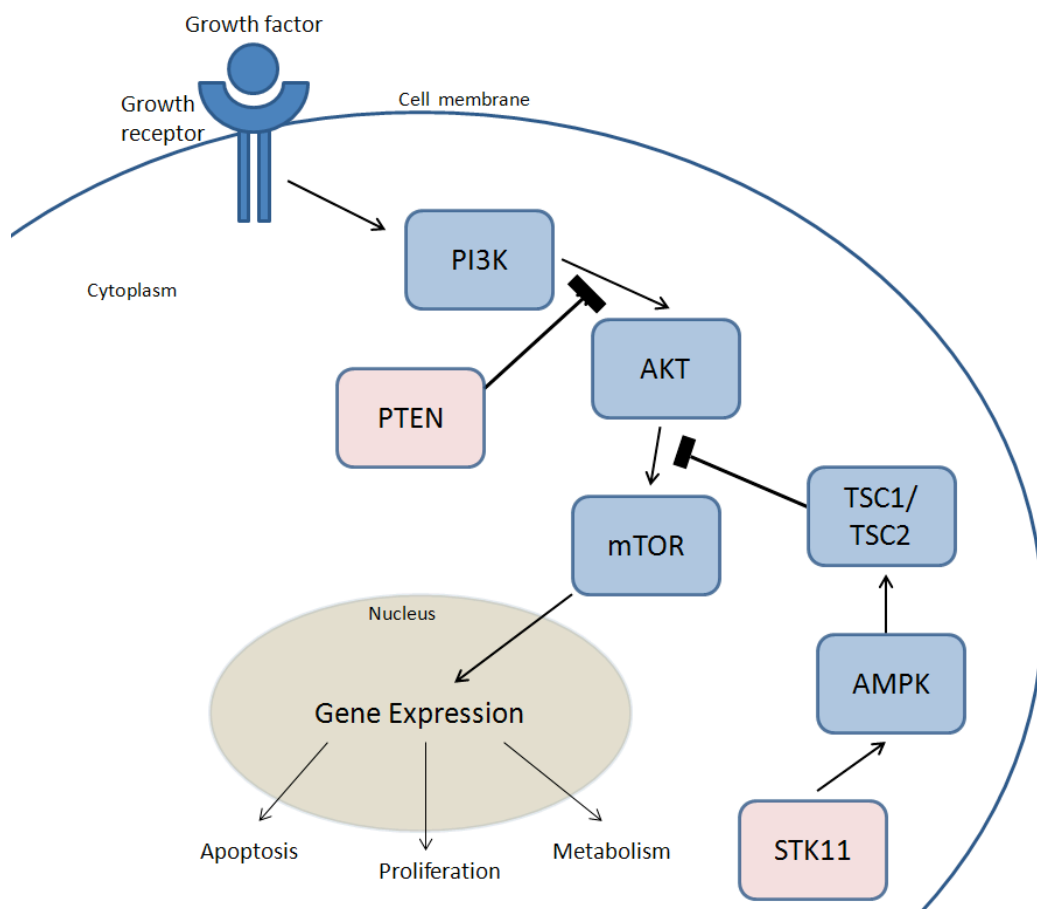 Growth factor
Growth
receptor
Cell membrane
PI3K
Cytoplasm
AKT
PTEN
TSC1/
TSC2
mTOR
Nucleus
AMPK
Gene Expression
STK11
Apoptosis
Proliferation
Metabolism